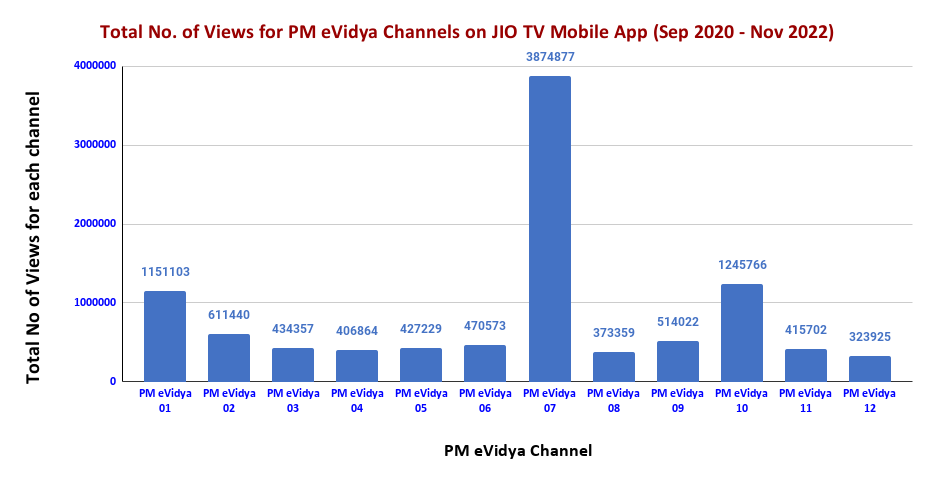 Total No. of Views for PM eVidya Channels on JIO TV Mobile App (Sep 2020 - Nov 2022)
Total No of Views for each channel
4000000
3000000
2000000
1000000
0
1151103
611440
434357
406864
427229
470573
3874877
373359
514022
1245766
415702
323925
PM eVidya
01
PM eVidya
02
PM eVidya
03
PM eVidya
04
PM eVidya
05
PM eVidya
06
PM eVidya
07
PM eVidya
08
PM eVidya
09
PM eVidya
10
PM eVidya
11
PM eVidya
12
PM eVidya Channel